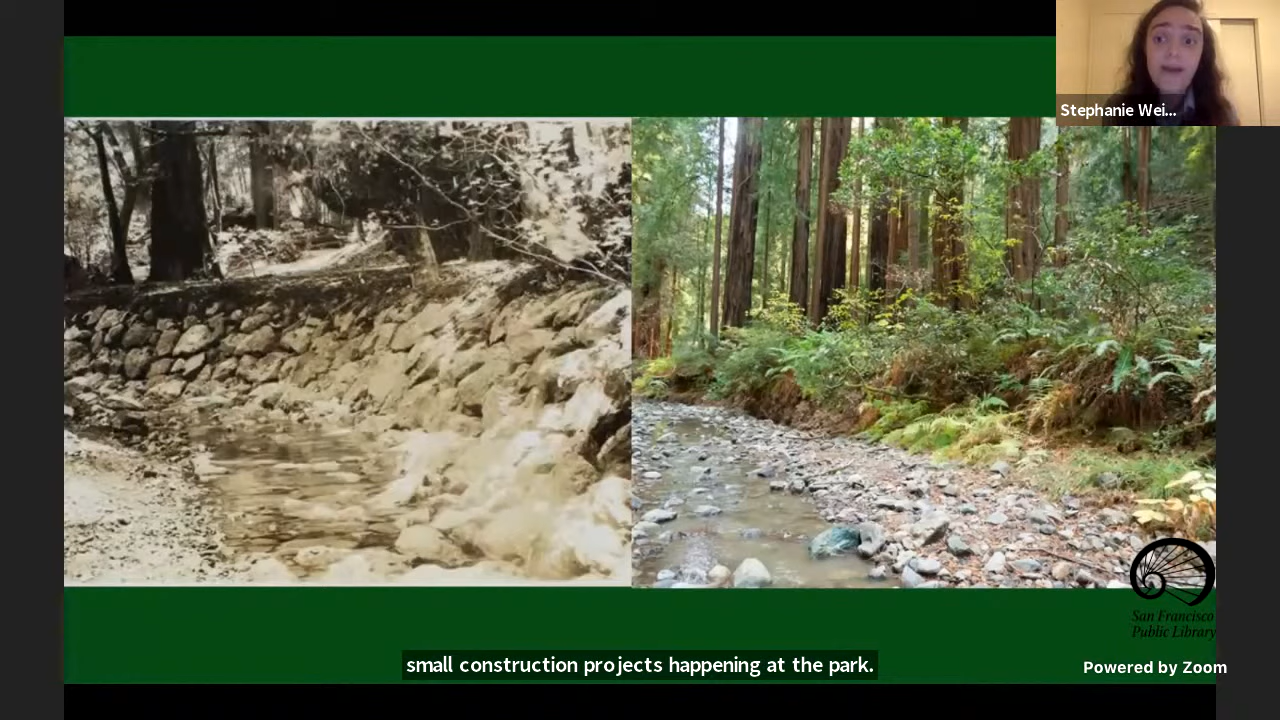 Stephanie Wei...
San Francisco
Public Library
small construction projects happening at the park.
Powered by Zoom